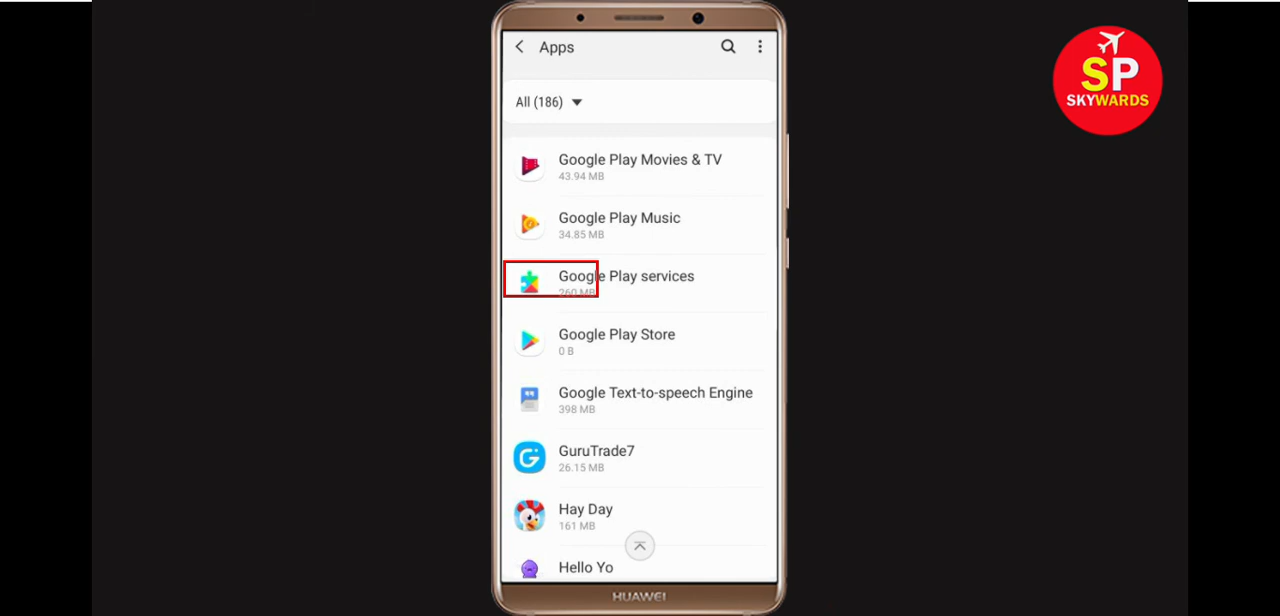 Apps
SP
SKYWARDS
All (186)
Google Play Movies & TV
43.94 MB
Google Play Music
34.85 MB
Google Play services
260 MB
Google Play Store
0 B
Google Text-to-speech Engine
398 MB
GuruTrade7
26.15 MB
Hay Day
161 MB
Hello Yo
HUAWEI